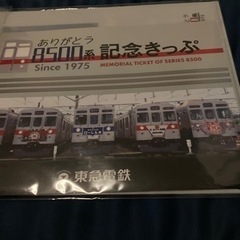 ありがとう
8500系 記念きっぷ
Since 1975
MEMORIAL TICKET OF SERIES 8500
東急電鉄